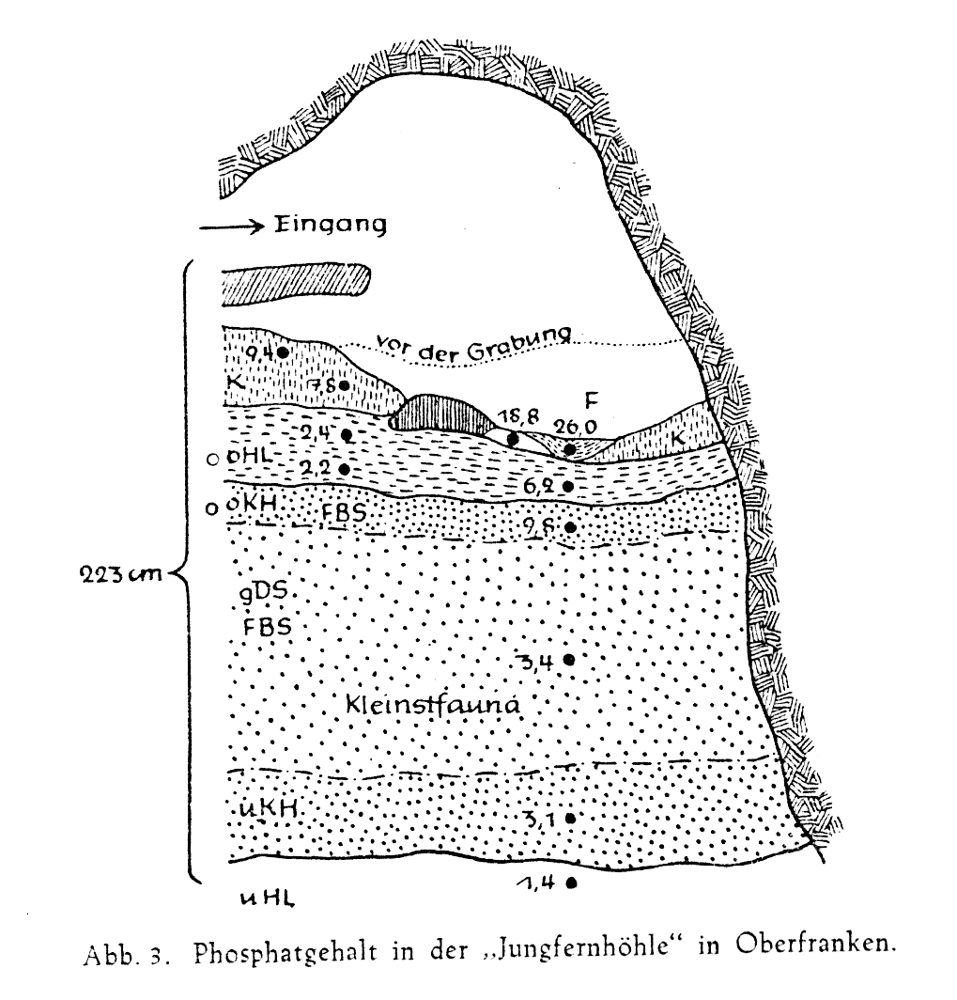 Eingang
vor der Grabung
9,4
K
7,8
F
18,8
26,0
K
2,4
oHL
2,2
6,2
oKH
FBS
9,8
223 cm
gDS
FBS
3,4
Kleinstfauna
uKH
3,1
1,4
uHL
Abb. 3. Phosphatgehalt in der „Jungfernhöhle“ in Oberfranken.